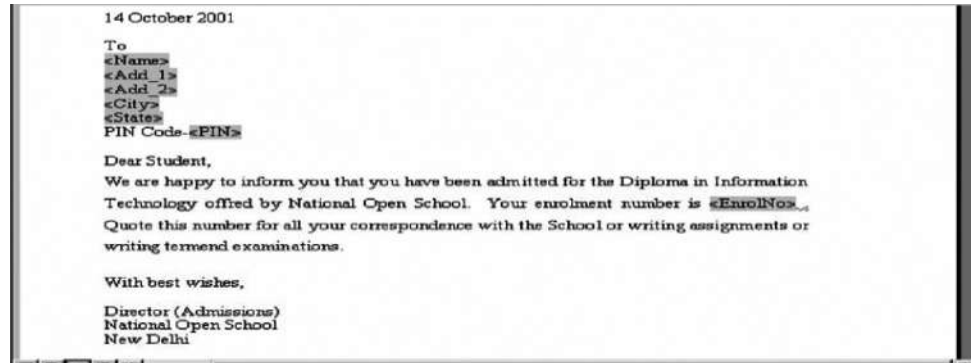 14 October 2001
To
<Name>
<Add_1>
<Add_2>
<City>
<State>
PIN Code-<PIN>
Dear Student,
We are happy to inform you that you have been admitted for the Diploma in Information
Technology offred by National Open School. Your enrolment number is <EnrolNo>.
Quote this number for all your correspondence with the School or writing assignments or
writing termend examinations.
With best wishes,
Director (Admissions)
National Open School
New Delhi